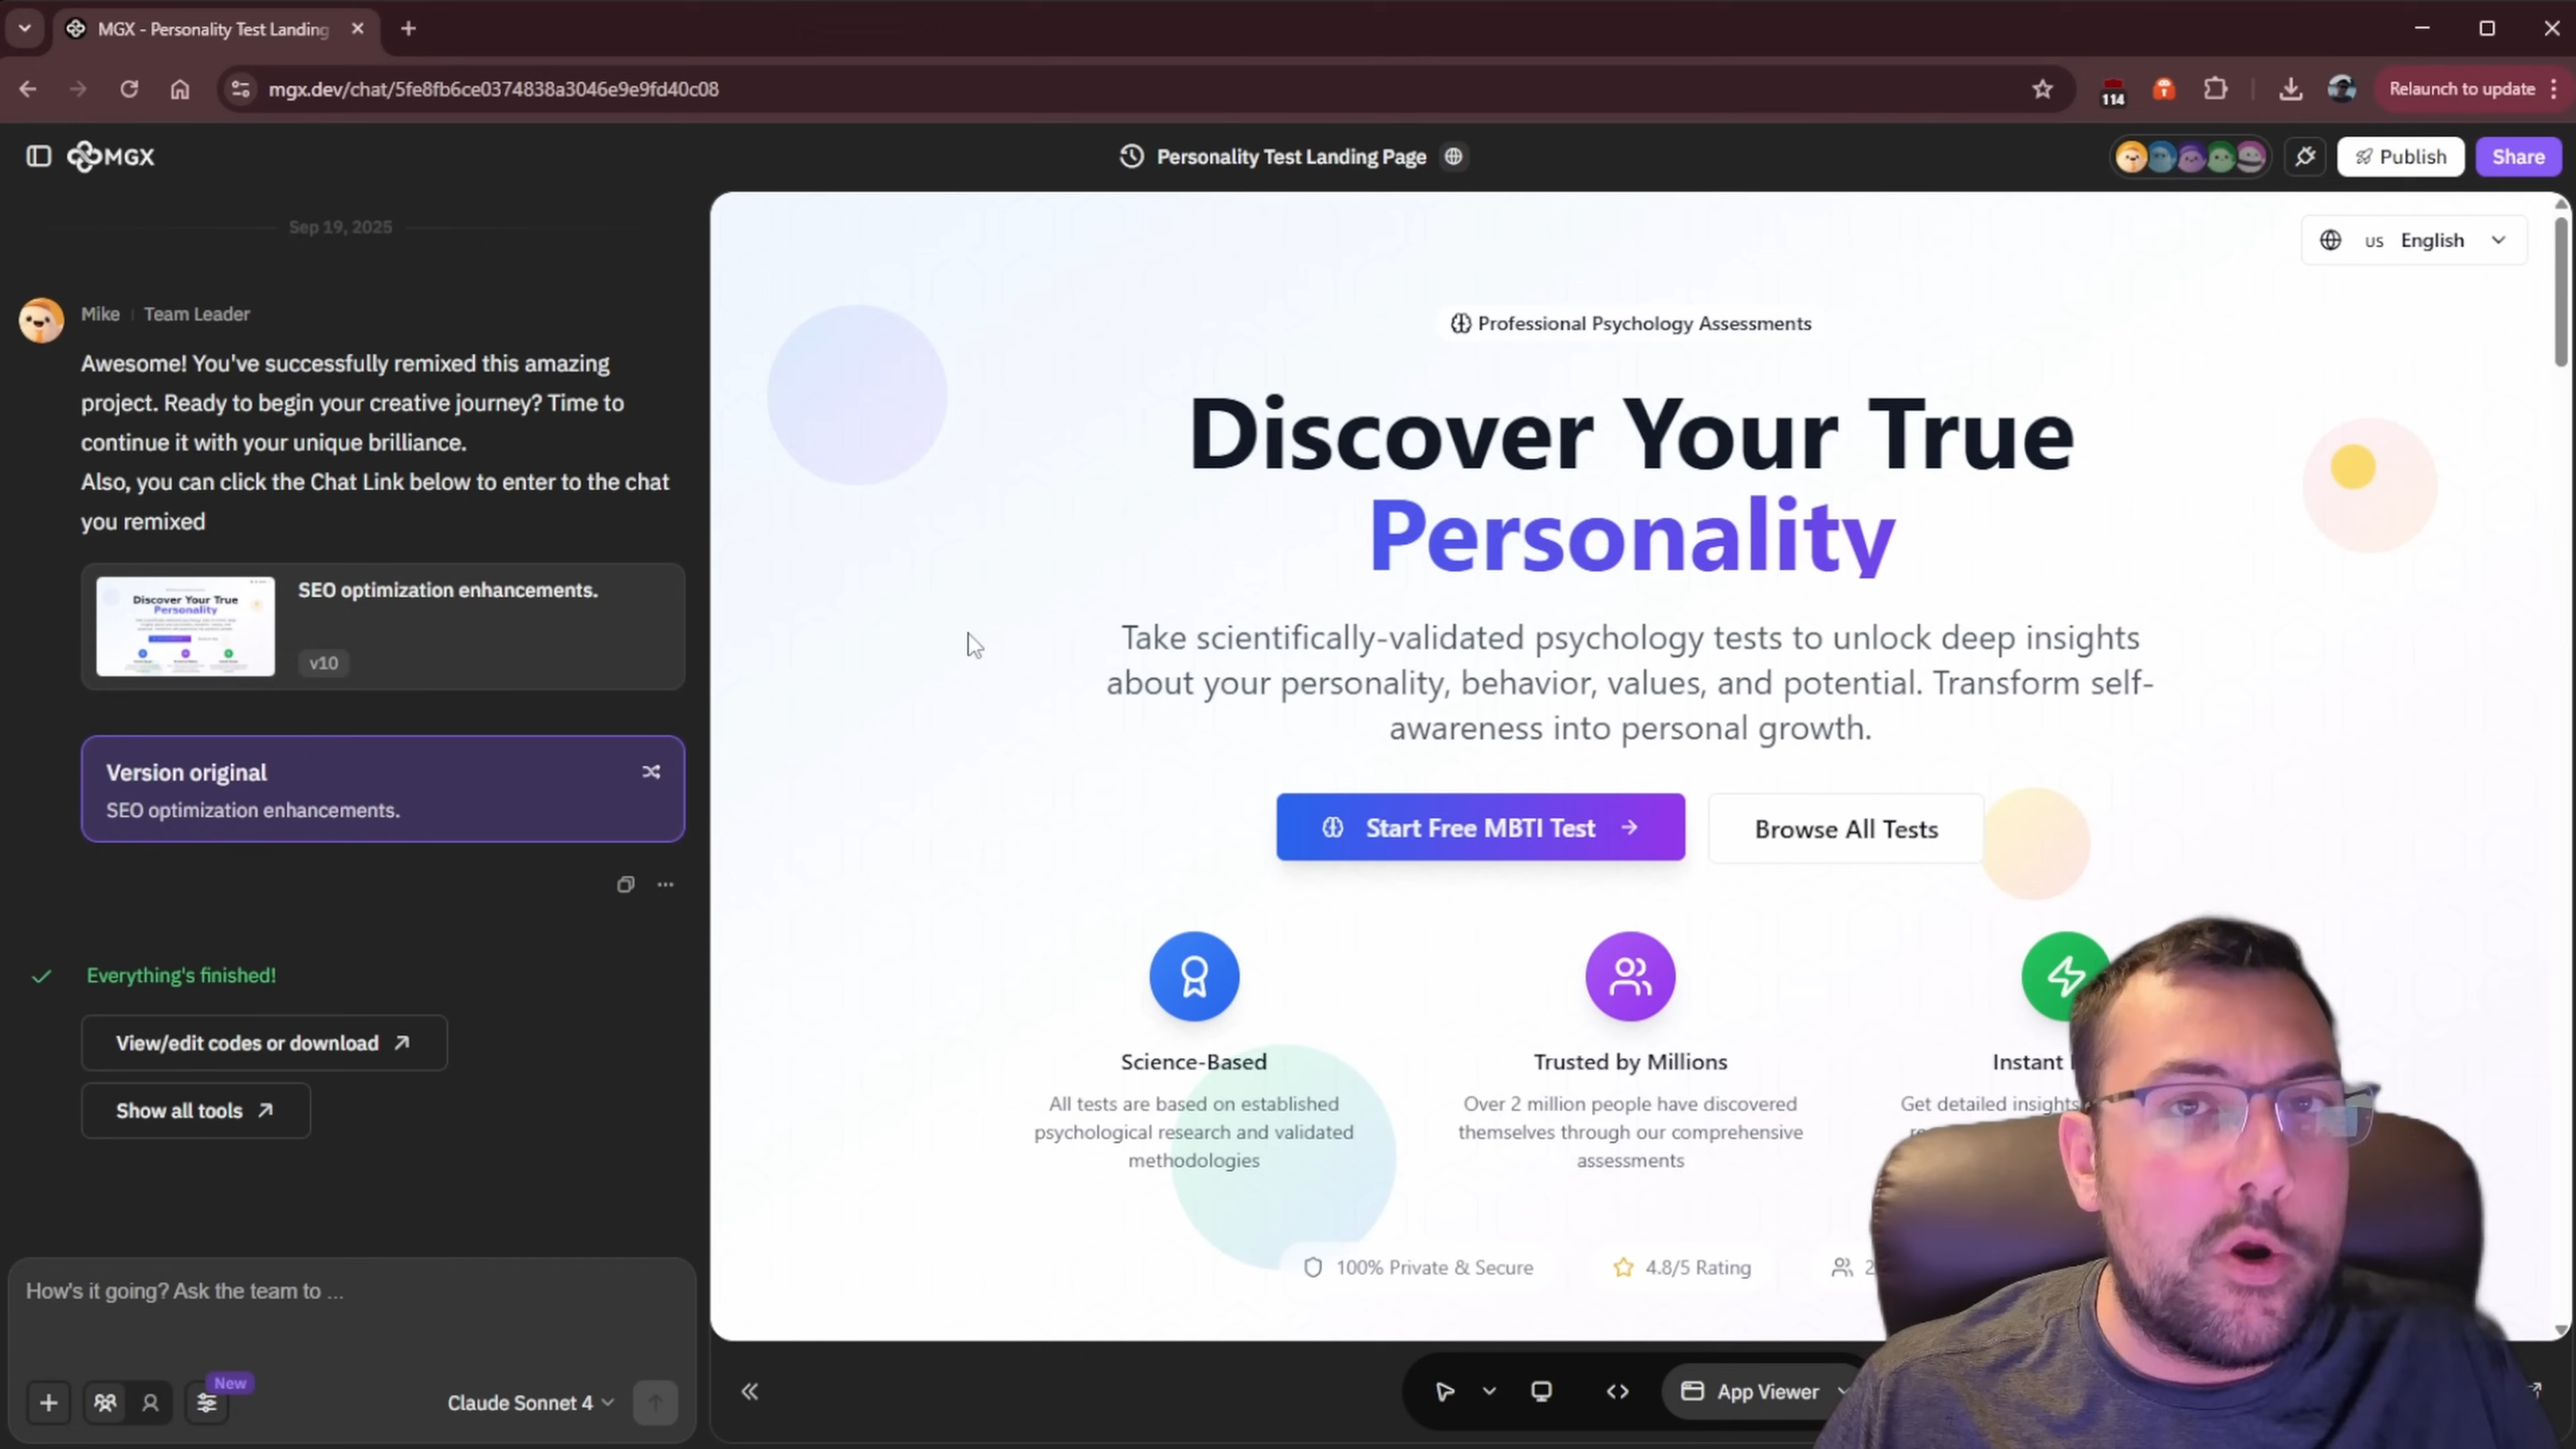 MGX - Personality Test Landing
mgx.dev/chat/5fe8fb6ce0374838a3046e9e9fd40c08
114
Relaunch to update
MGX
Personality Test Landing Page
Publish
Share
Sep 19, 2025
Mike | Team Leader
Awesome! You've successfully remixed this amazing
project. Ready to begin your creative journey? Time to
continue it with your unique brilliance.
Also, you can click the Chat Link below to enter to the chat
you remixed
Discover Your True
Personality
SEO optimization enhancements.
v10
Version original
SEO optimization enhancements.
Everything's finished!
View/edit codes or download
Show all tools
How's it going? Ask the team to ...
New
Claude Sonnet 4
US English
Professional Psychology Assessments
Discover Your True
Personality
Take scientifically-validated psychology tests to unlock deep insights
about your personality, behavior, values, and potential. Transform self-
awareness into personal growth.
Start Free MBTI Test
Browse All Tests
Science-Based
All tests are based on established
psychological research and validated
methodologies
Trusted by Millions
Over 2 million people have discovered
themselves through our comprehensive
assessments
Instant
Get detailed insights
100% Private & Secure
4.8/5 Rating
2
App Viewer